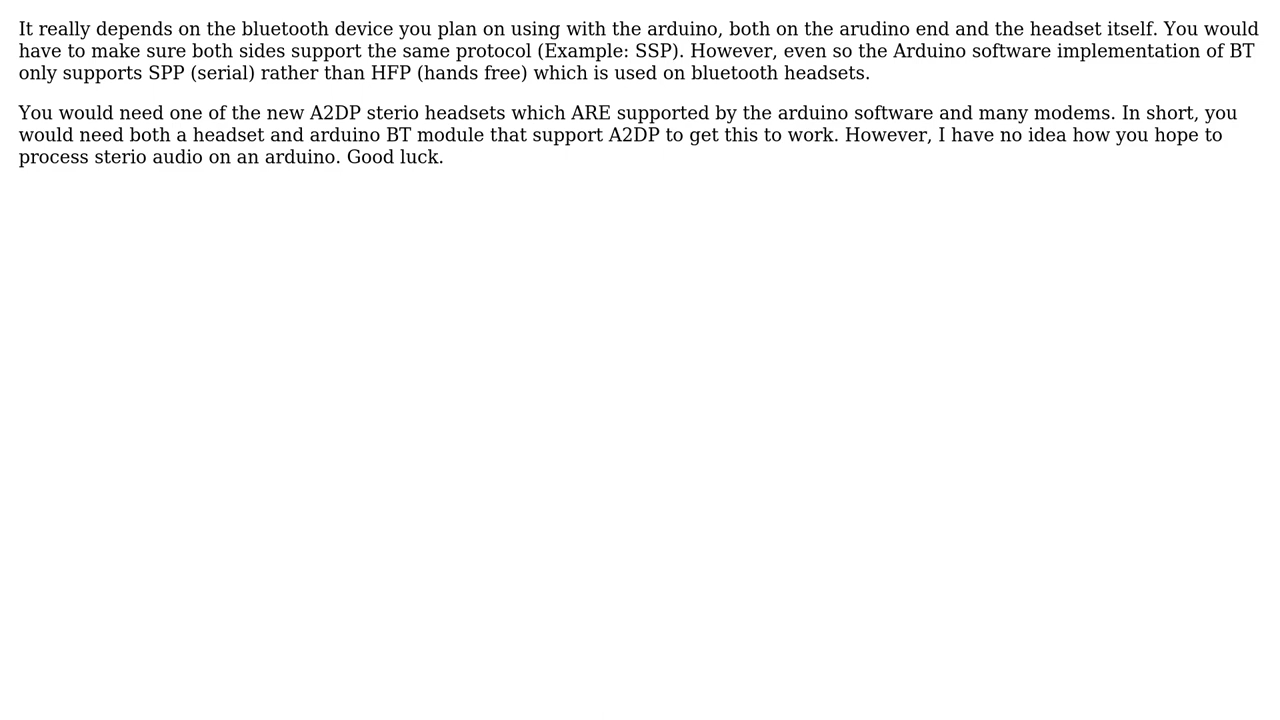 It really depends on the bluetooth device you plan on using with the arduino, both on the arudino end and the headset itself. You would
have to make sure both sides support the same protocol (Example: SSP). However, even so the Arduino software implementation of BT
only supports SPP (serial) rather than HFP (hands free) which is used on bluetooth headsets.
You would need one of the new A2DP sterio headsets which ARE supported by the arduino software and many modems. In short, you
would need both a headset and arduino BT module that support A2DP to get this to work. However, I have no idea how you hope to
process sterio audio on an arduino. Good luck.